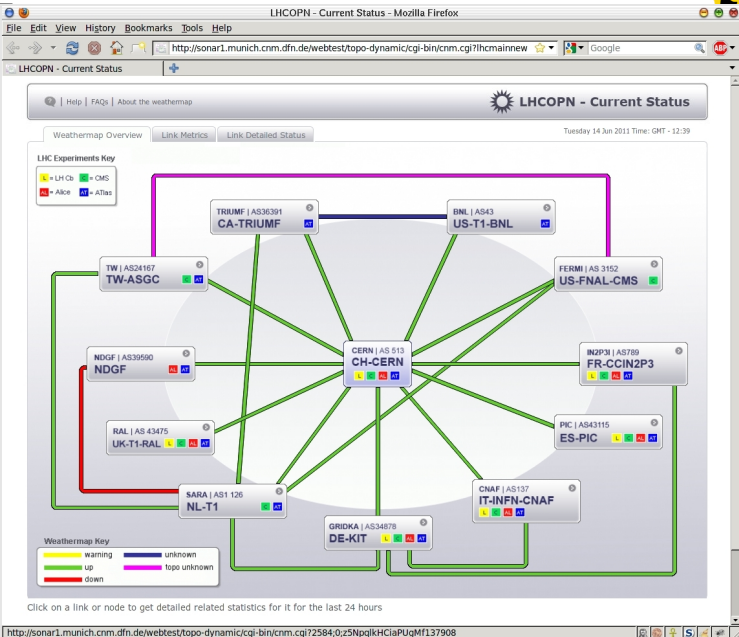 LHCOPN - Current Status - Mozilla Firefox
File Edit View History Bookmarks Tools Help
http://sonar1.munich.cnm.dfn.de/webtest/topo-dynamic/cgi-bin/cnm.cgi?lhcmainnew
Google
ABP
LHCOPN - Current Status
| Help | FAQs | About the weathermap
LHCOPN - Current Status
Weathermap Overview
Link Metrics
Link Detailed Status
Tuesday 14 Jun 2011 Time: GMT - 12:39
LHC Experiments Key
L = LH Cb C = CMS
AL = Alice AT = ATlas
TRIUMF | AS36391
CA-TRIUMF AT
BNL | AS43
US-T1-BNL AT
TW | AS24167
TW-ASGC C AT
FERMI | AS 3152
US-FNAL-CMS C
CERN | AS 513
CH-CERN
L C AL AT
NDGF | AS39590
NDGF AL AT
IN2P3I | AS789
FR-CCIN2P3
L C AL AT
RAL | AS 43475
UK-T1-RAL L C AL AT
PIC | AS43115
ES-PIC L C AL AT
SARA | AS1 126
NL-T1 C AT
CNAF | AS137
IT-INFN-CNAF
L C AL AT
GRIDKA | AS34878
DE-KIT L C AL AT
Weathermap Key
warning unknown
up topo unknown
down
Click on a link or node to get detailed related statistics for it for the last 24 hours
http://sonar1.munich.cnm.dfn.de/webtest/topo-dynamic/cgi-bin/cnm.cgi?2584;0;z5NpqlkHCiaPUgMf137908